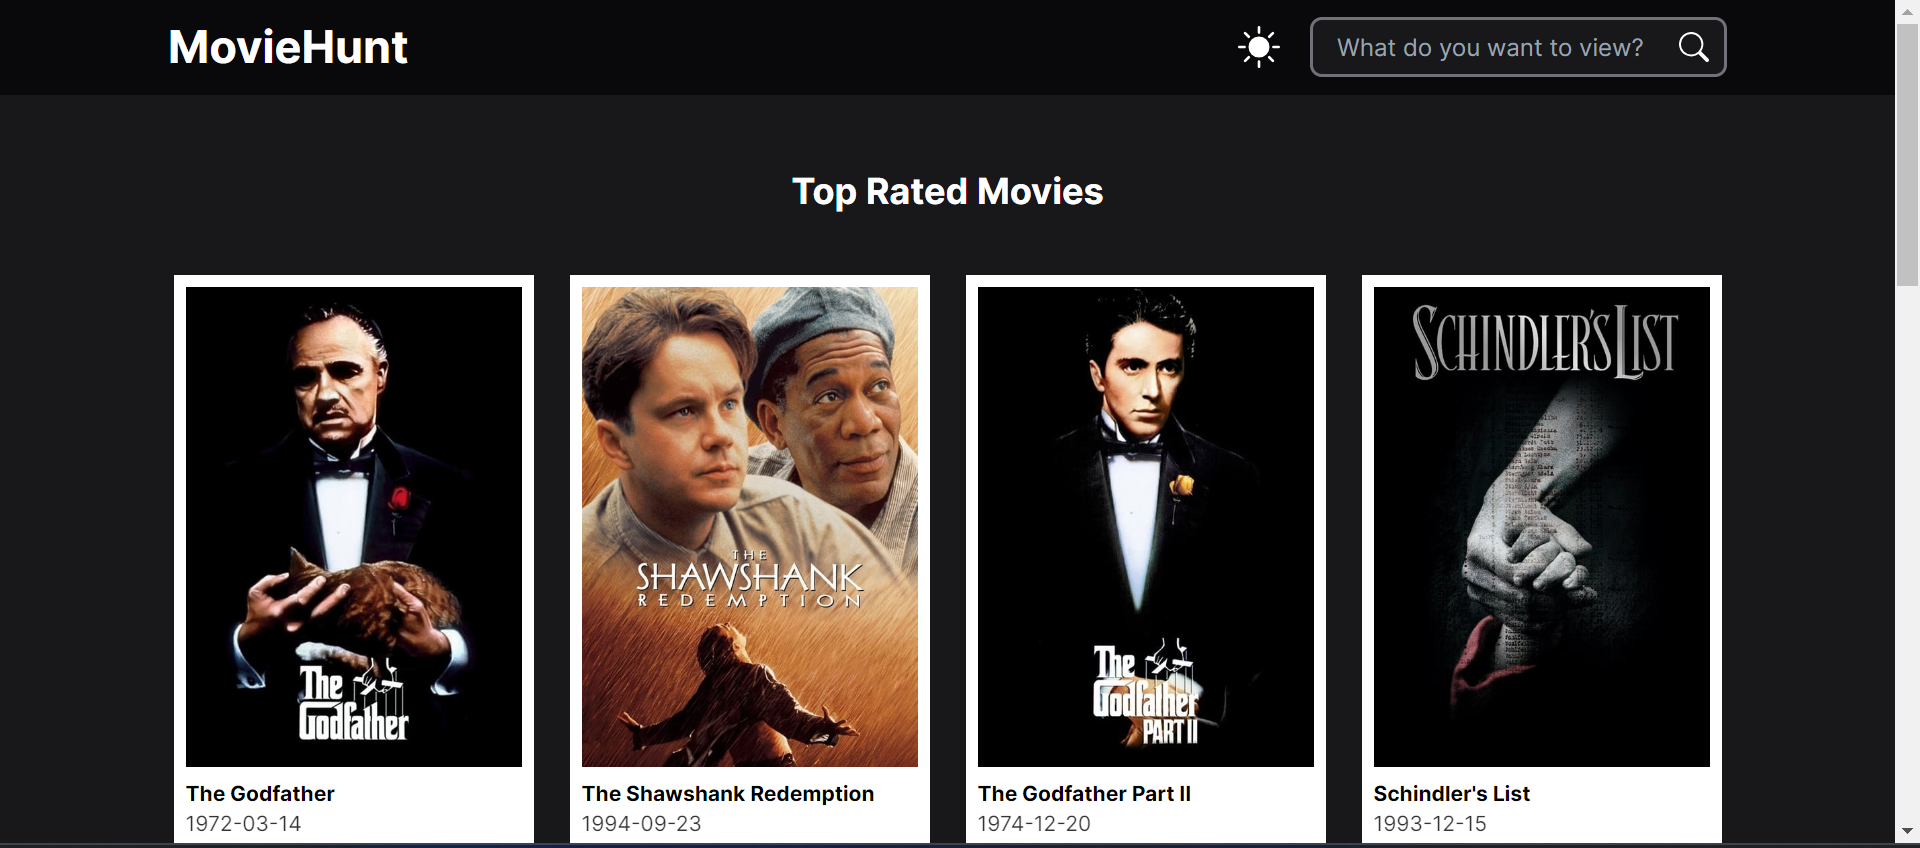 MovieHunt
What do you want to view?
Top Rated Movies
The
Godfather
THE
SHAWSHANK
REDEMPTION
The
Godfather
PART II
SCHINDLER'S LIST
The Godfather
1972-03-14
The Shawshank Redemption
1994-09-23
The Godfather Part II
1974-12-20
Schindler's List
1993-12-15